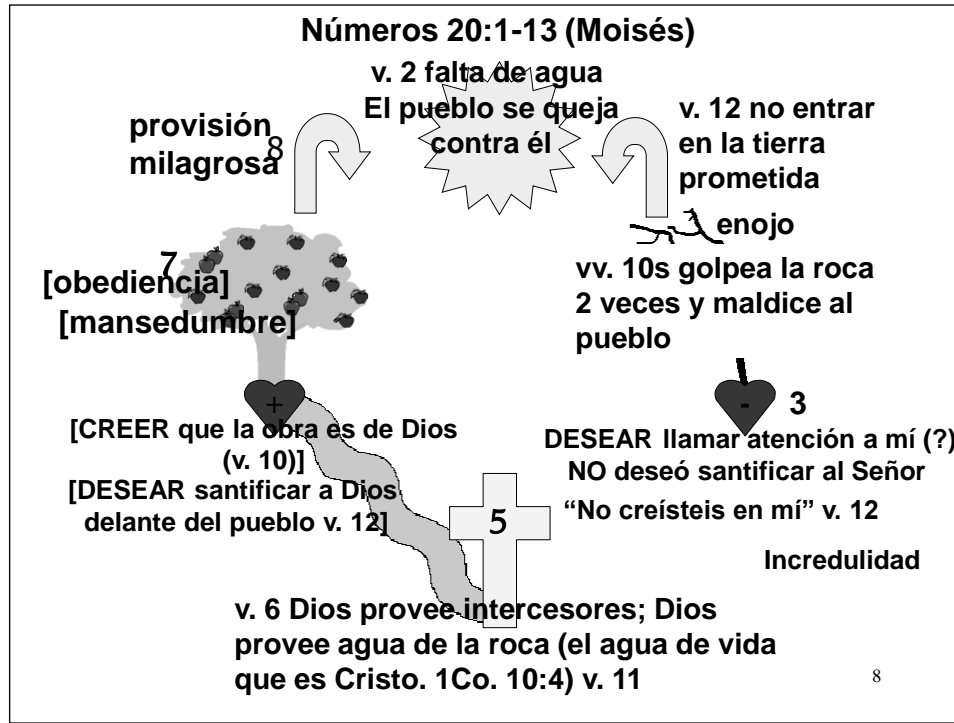 Números 20:1-13 (Moisés)
v. 2 falta de agua
El pueblo se queja
contra él
provisión
milagrosa
8
v. 12 no entrar
en la tierra
prometida
enojo
vv. 10s golpea la roca
2 veces y maldice al
pueblo
7
[obediencia]
[mansedumbre]
+
[CREER que la obra es de Dios
(v. 10)]
[DESEAR santificar a Dios
delante del pueblo v. 12]
- 3
DESEAR llamar atención a mí (?)
NO deseó santificar al Señor
“No creísteis en mí” v. 12
Incredulidad
5
v. 6 Dios provee intercesores; Dios
provee agua de la roca (el agua de vida
que es Cristo. 1Co. 10:4) v. 11
8